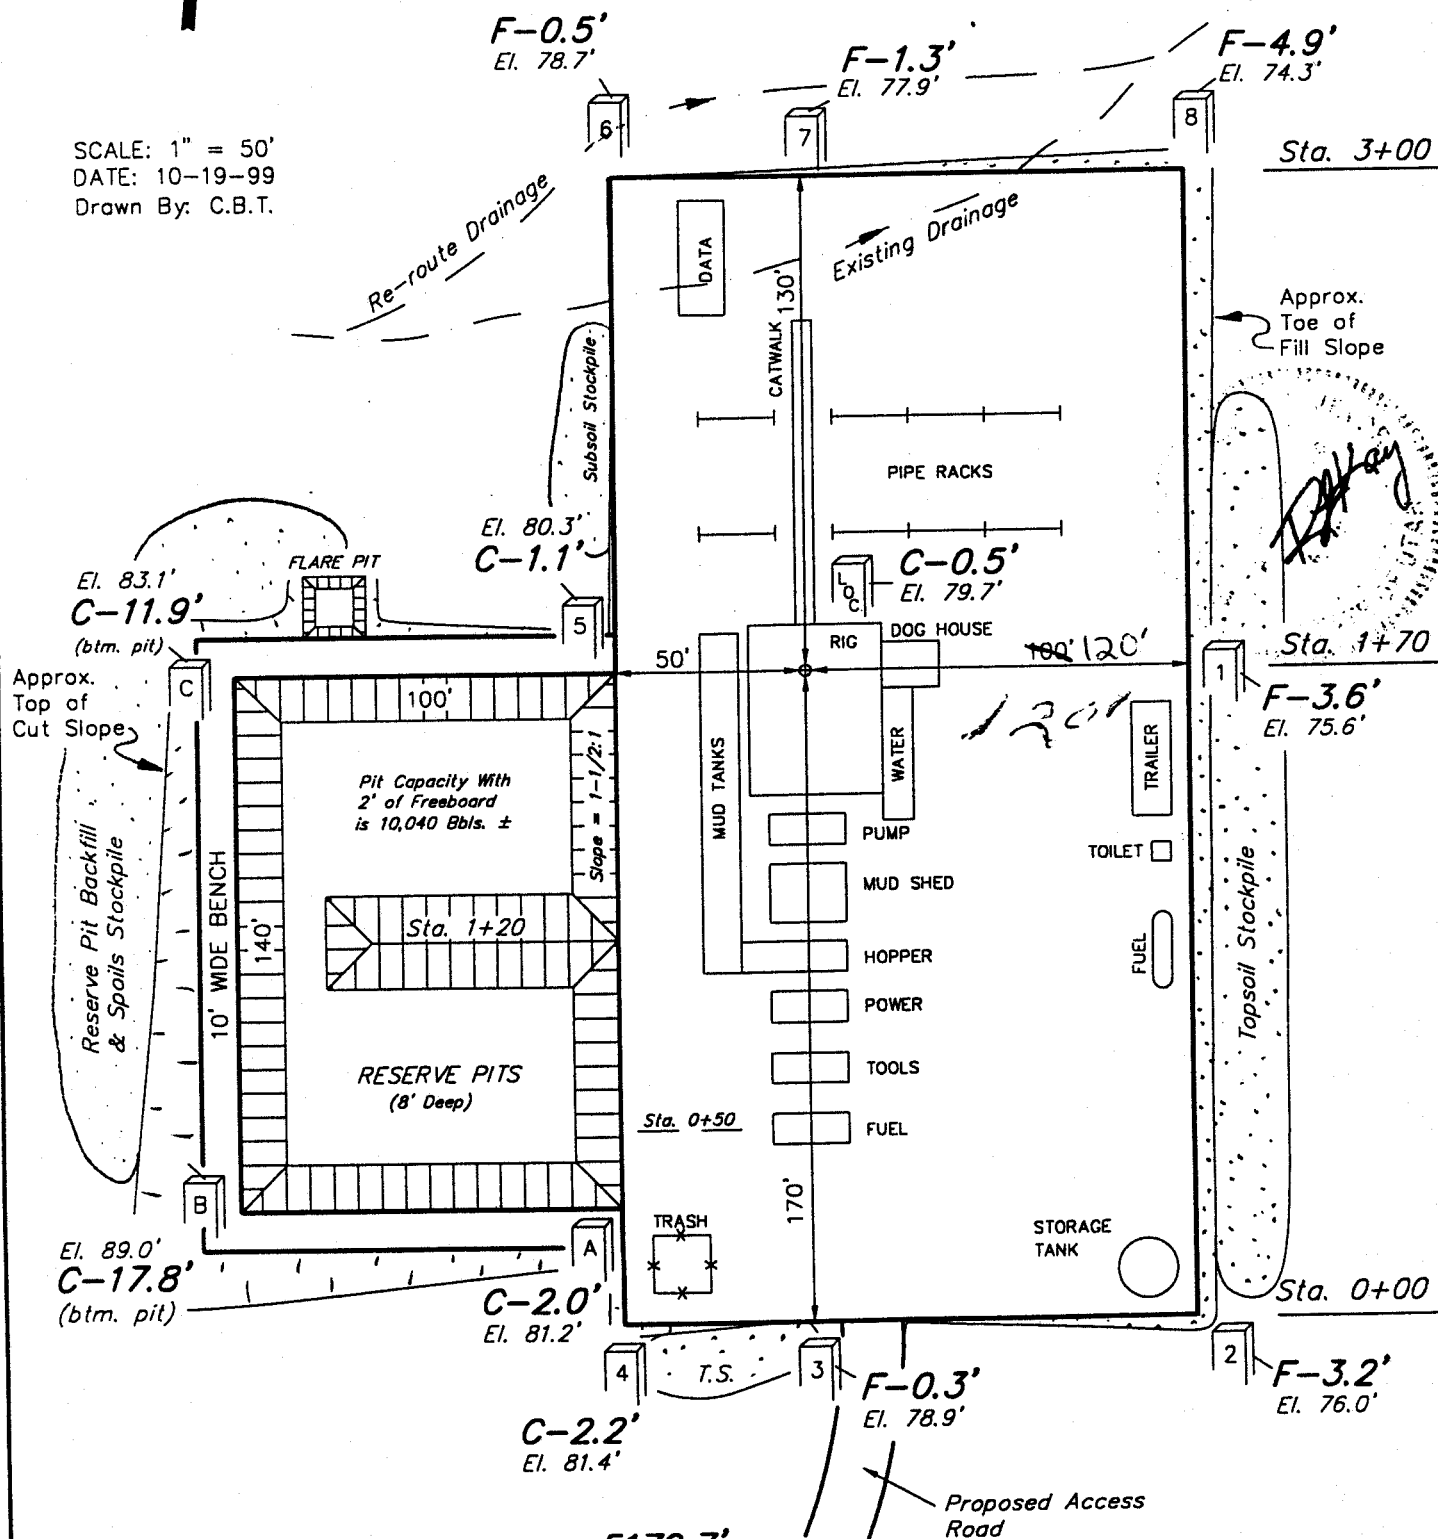 F-0.5'
El. 78.7'
F-1.3'
El. 77.9'
F-4.9'
El. 74.3'
6
7
8
SCALE: 1" = 50'
DATE: 10-19-99
Drawn By: C.B.T.
Sta. 3+00
Re-route Drainage
DATA
130'
Existing Drainage
CATWALK
Approx.
Toe of
Fill Slope
Subsoil Stockpile
PIPE RACKS
El. 80.3'
C-1.1'
5
FLARE PIT
LOC
C-0.5'
El. 79.7'
El. 83.1'
C-11.9'
(btm. pit)
C
RIG
DOG HOUSE
50'
100' 120'
120'
Sta. 1+70
1
F-3.6'
El. 75.6'
Approx.
Top of
Cut Slope
100'
Slope = 1-1/2:1
MUD TANKS
WATER
TRAILER
Pit Capacity With
2' of Freeboard
is 10,040 Bbls. ±
PUMP
TOILET
MUD SHED
Reserve Pit Backfill
& Spoils Stockpile
10' WIDE BENCH
140'
Sta. 1+20
HOPPER
FUEL
Topsoil Stockpile
POWER
RESERVE PITS
(8' Deep)
TOOLS
Sta. 0+50
FUEL
B
170'
El. 89.0'
C-17.8'
(btm. pit)
A
TRASH
STORAGE
TANK
C-2.0'
El. 81.2'
Sta. 0+00
4
T.S.
3
F-0.3'
El. 78.9'
2
F-3.2'
El. 76.0'
C-2.2'
El. 81.4'
Proposed Access
Road